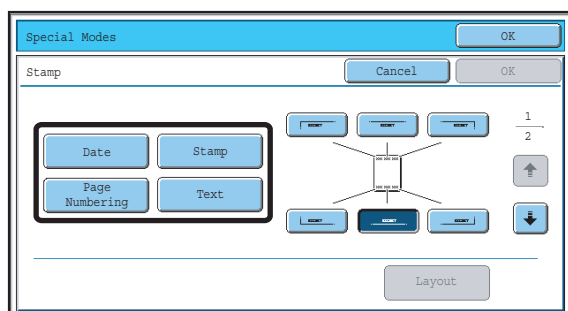 Special Modes OK
Stamp Cancel OK
1
2
Date Stamp
Page
Numbering
Text
Layout